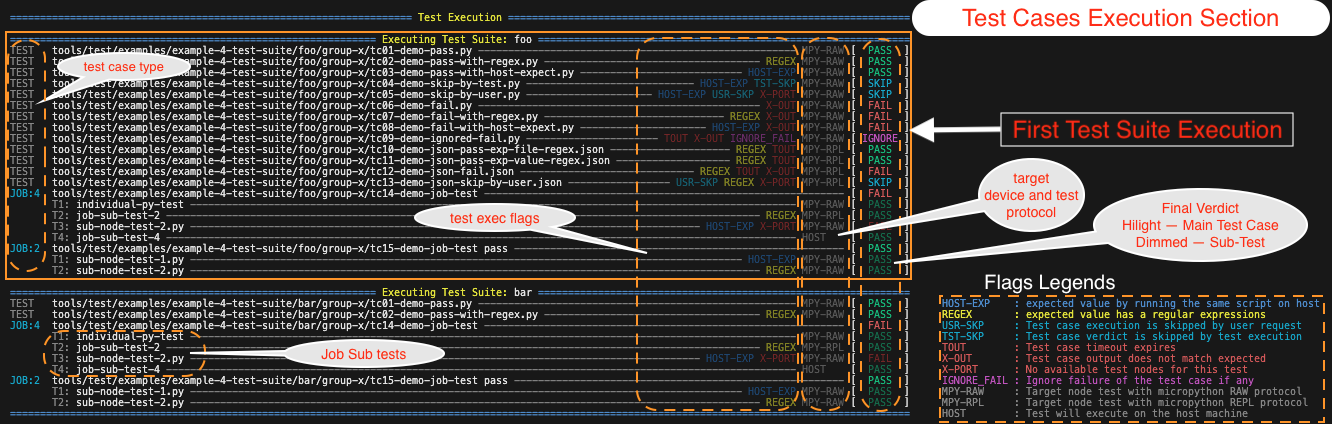 Test Execution
Test Cases Execution Section
Executing Test Suite: foo
TEST tools/test/examples/example-4-test-suite/foo/group-x/tc01-demo-pass.py MPY-RAW [ PASS ]
TEST tools/test/examples/example-4-test-suite/foo/group-x/tc02-demo-pass-with-regex.py REGEX MPY-RAW [ PASS ]
TEST tools/test/examples/example-4-test-suite/foo/group-x/tc03-demo-pass-with-host-expect.py HOST-EXP MPY-RAW [ PASS ]
TEST tools/test/examples/example-4-test-suite/foo/group-x/tc04-demo-skip-by-test.py HOST-EXP TST-SKP MPY-RAW [ SKIP ]
TEST tools/test/examples/example-4-test-suite/foo/group-x/tc05-demo-skip-by-user.py HOST-EXP USR-SKP X-PORT MPY-RAW [ SKIP ]
TEST tools/test/examples/example-4-test-suite/foo/group-x/tc06-demo-fail.py X-OUT MPY-RAW [ FAIL ]
TEST tools/test/examples/example-4-test-suite/foo/group-x/tc07-demo-fail-with-regex.py REGEX X-OUT MPY-RAW [ FAIL ]
TEST tools/test/examples/example-4-test-suite/foo/group-x/tc08-demo-fail-with-host-expext.py HOST-EXP X-OUT MPY-RAW [ FAIL ]
TEST tools/test/examples/example-4-test-suite/foo/group-x/tc09-demo-ignored-fail.py TOUT X-OUT IGNORE_FAIL MPY-RAW [ IGNORE ]
TEST tools/test/examples/example-4-test-suite/foo/group-x/tc10-demo-json-pass-exp-file-regex.json REGEX TOUT MPY-RPL [ PASS ]
TEST tools/test/examples/example-4-test-suite/foo/group-x/tc11-demo-json-pass-exp-value-regex.json REGEX TOUT MPY-RPL [ PASS ]
TEST tools/test/examples/example-4-test-suite/foo/group-x/tc12-demo-json-fail.json REGEX TOUT X-OUT MPY-RPL [ FAIL ]
TEST tools/test/examples/example-4-test-suite/foo/group-x/tc13-demo-json-skip-by-user.json USR-SKP REGEX X-PORT MPY-RPL [ SKIP ]
JOB:4 tools/test/examples/example-4-test-suite/foo/group-x/tc14-demo-job-test [ FAIL ]
T1: individual-py-test MPY-RAW [ PASS ]
T2: job-sub-test-2 REGEX MPY-RPL [ PASS ]
T3: sub-node-test-2.py HOST-EXP X-PORT MPY-RAW [ FAIL ]
T4: job-sub-test-4 HOST [ PASS ]
JOB:2 tools/test/examples/example-4-test-suite/foo/group-x/tc15-demo-job-test pass [ PASS ]
T1: sub-node-test-1.py HOST-EXP MPY-RAW [ PASS ]
T2: sub-node-test-2.py REGEX MPY-RAW [ PASS ]
test case type
test exec flags
First Test Suite Execution
target
device and test
protocol
Final Verdict
Hilight — Main Test Case
Dimmed — Sub-Test
Executing Test Suite: bar
TEST tools/test/examples/example-4-test-suite/bar/group-x/tc01-demo-pass.py MPY-RAW [ PASS ]
TEST tools/test/examples/example-4-test-suite/bar/group-x/tc02-demo-pass-with-regex.py REGEX MPY-RAW [ PASS ]
JOB:4 tools/test/examples/example-4-test-suite/bar/group-x/tc14-demo-job-test [ FAIL ]
T1: individual-py-test MPY-RAW [ PASS ]
T2: job-sub-test-2 REGEX MPY-RPL [ PASS ]
T3: sub-node-test-2.py HOST-EXP X-PORT MPY-RAW [ FAIL ]
T4: job-sub-test-4 HOST [ PASS ]
JOB:2 tools/test/examples/example-4-test-suite/bar/group-x/tc15-demo-job-test pass [ PASS ]
T1: sub-node-test-1.py HOST-EXP MPY-RAW [ PASS ]
T2: sub-node-test-2.py REGEX MPY-RAW [ PASS ]
Job Sub tests
Flags Legends
HOST-EXP : expected value by running the same script on host
REGEX : expected value has a regular expressions
USR-SKP : Test case execution is skipped by user request
TST-SKP : Test case verdict is skipped by test execution
TOUT : Test case timeout expires
X-OUT : Test case output does not match expected
X-PORT : No available test nodes for this test
IGNORE_FAIL : Ignore failure of the test case if any
MPY-RAW : Target node test with micropython RAW protocol
MPY-RPL : Target node test with micropython REPL protocol
HOST : Test will execute on the host machine